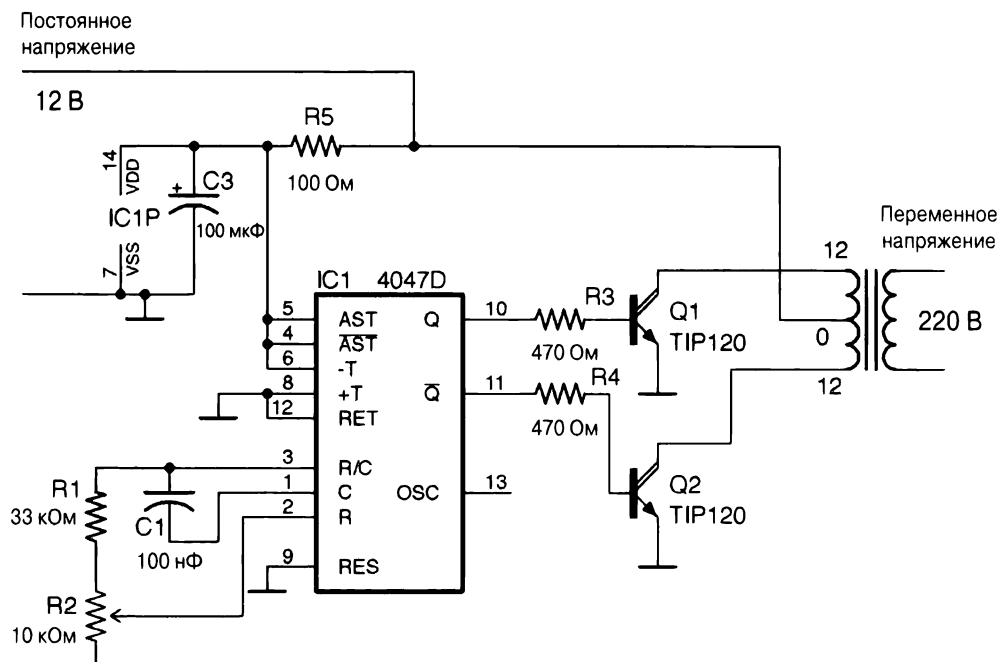 Постоянное
напряжение
12 В
R5
100 Ом
14
VDD
IC1P
VSS
7
+
C3
100 мкФ
Переменное
напряжение
12
0
12
220 В
IC1 4047D
5 AST
4 AST
6 -T
8 +T
12 RET
3 R/C
1 C
2 R
9 RES
Q 10
Q 11
OSC 13
R3
470 Ом
R4
470 Ом
Q1
TIP120
Q2
TIP120
R1
33 кОм
C1
100 нФ
R2
10 кОм